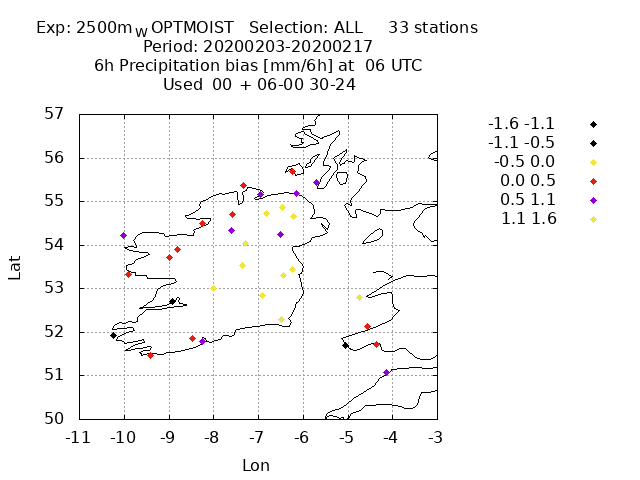 Exp: 2500m W OPTMOIST Selection: ALL 33 stations
Period: 20200203-20200217
6h Precipitation bias [mm/6h] at 06 UTC
Used 00 + 06-00 30-24
-1.6 -1.1
-1.1 -0.5
-0.5 0.0
0.0 0.5
0.5 1.1
1.1 1.6
57
56
55
54
53
52
51
50
Lat
-11 -10 -9 -8 -7 -6 -5 -4 -3
Lon